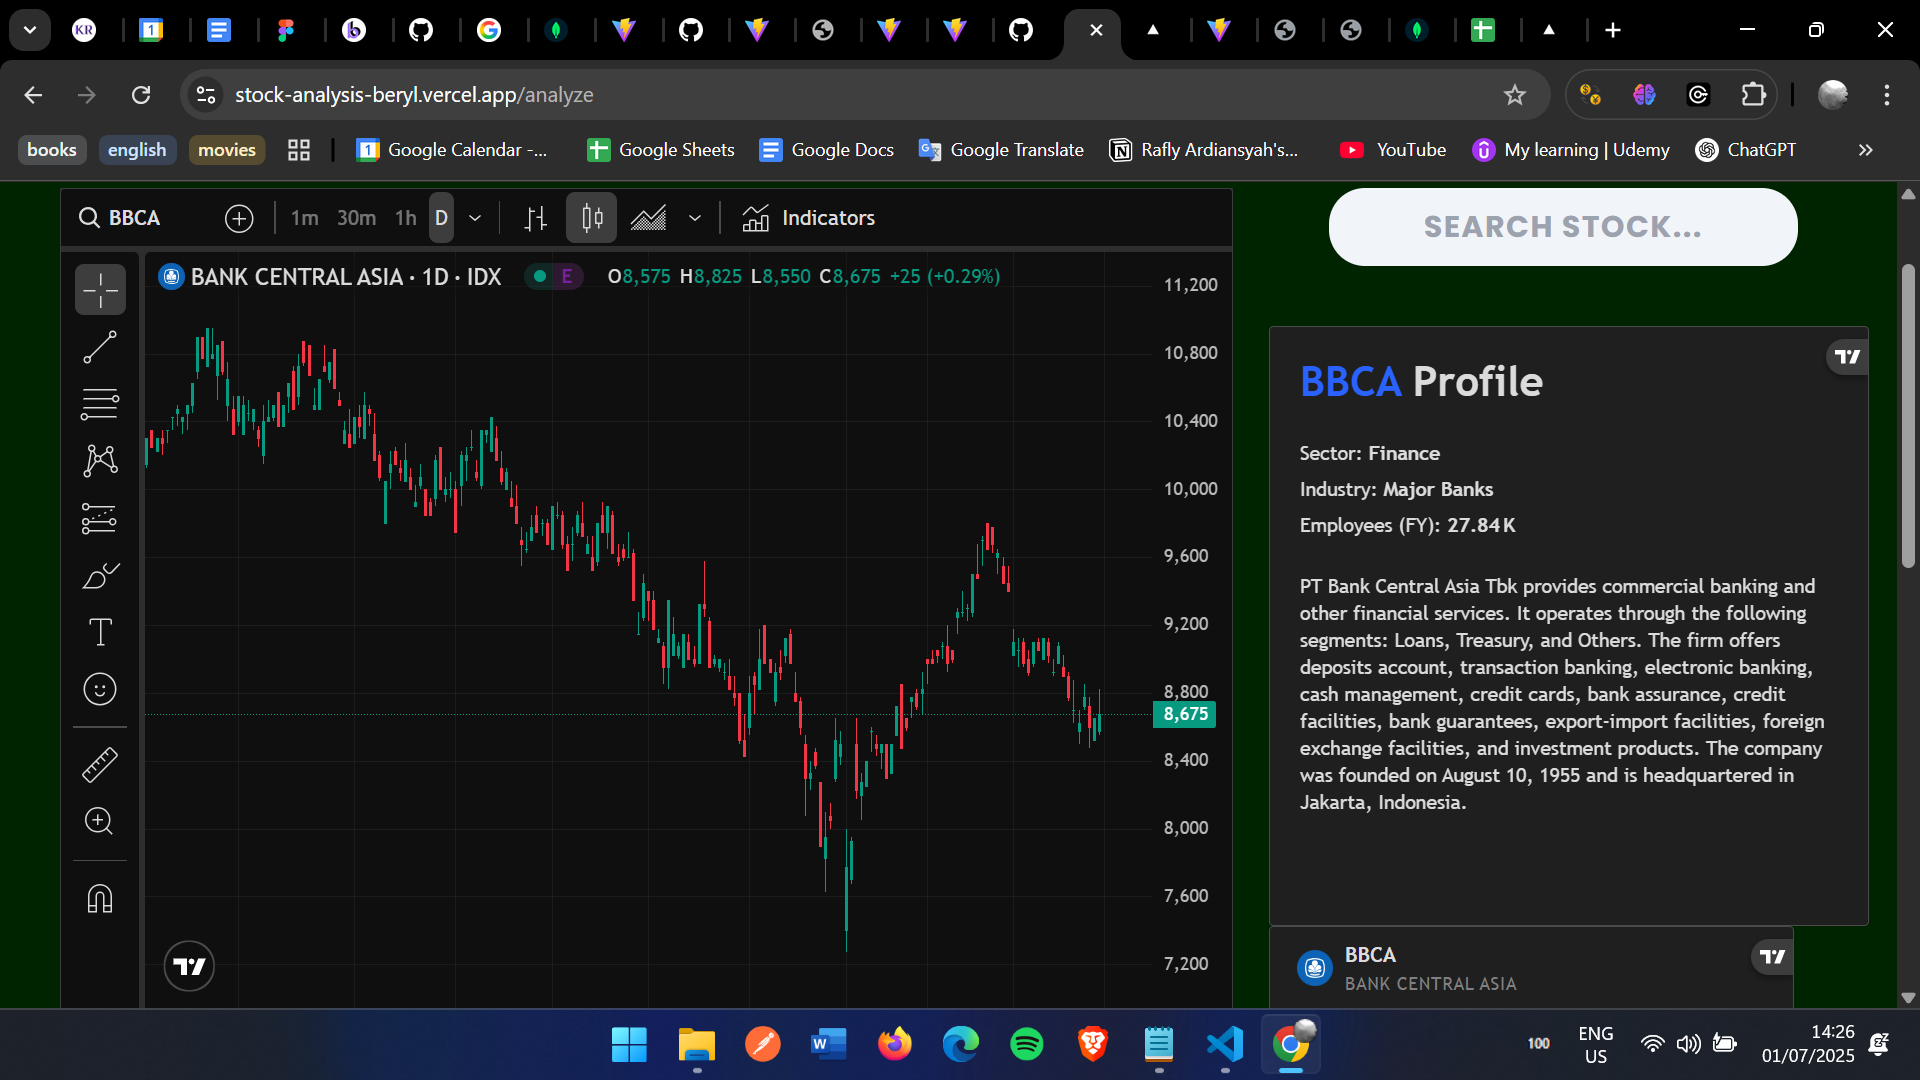 stock-analysis-beryl.vercel.app/analyze
books
english
movies
Google Calendar -...
Google Sheets
Google Docs
Google Translate
Rafly Ardiansyah's...
YouTube
My learning | Udemy
ChatGPT
BBCA
1m
30m
1h
D
Indicators
SEARCH STOCK...
BANK CENTRAL ASIA · 1D · IDX
E
O8,575 H8,825 L8,550 C8,675 +25 (+0.29%)
11,200
10,800
10,400
10,000
9,600
9,200
8,800
8,675
8,400
8,000
7,600
7,200
BBCA Profile
Sector: Finance
Industry: Major Banks
Employees (FY): 27.84 K
PT Bank Central Asia Tbk provides commercial banking and
other financial services. It operates through the following
segments: Loans, Treasury, and Others. The firm offers
deposits account, transaction banking, electronic banking,
cash management, credit cards, bank assurance, credit
facilities, bank guarantees, export-import facilities, foreign
exchange facilities, and investment products. The company
was founded on August 10, 1955 and is headquartered in
Jakarta, Indonesia.
BBCA
BANK CENTRAL ASIA
100
ENG
US
14:26
01/07/2025